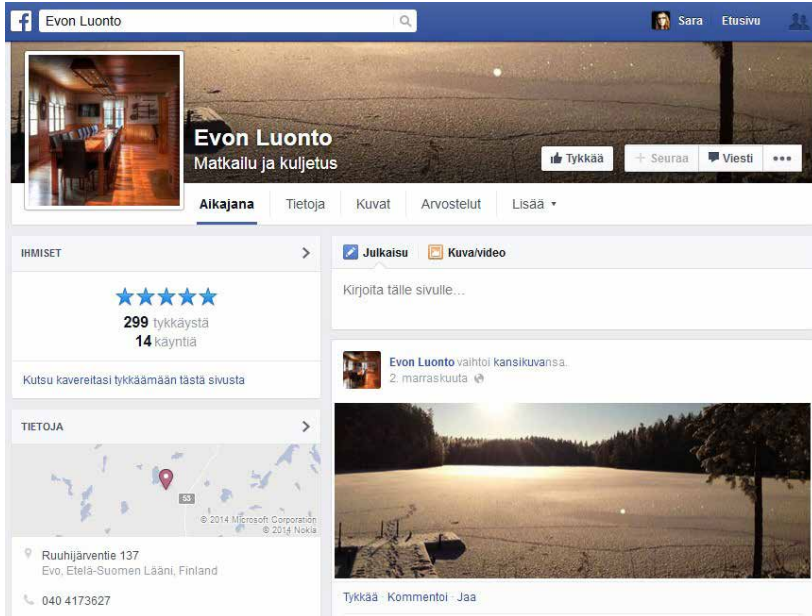 Evon Luonto
Sara Etusivu
Evon Luonto
Matkailu ja kuljetus
Tykkää + Seuraa Viesti •••
Aikajana Tietoja Kuvat Arvostelut Lisää
IHMISET
299 tykkäystä
14 käyntiä
Kutsu kavereitasi tykkäämään tästä sivusta
TIETOJA
53
© 2014 Microsoft Corporation
© 2014 Nokia
Ruuhijärventie 137
Evo, Etelä-Suomen Lääni, Finland
040 4173627
Julkaisu Kuva/video
Kirjoita tälle sivulle...
Evon Luonto vaihtoi kansikuvansa.
2. marraskuuta
Tykkää · Kommentoi · Jaa